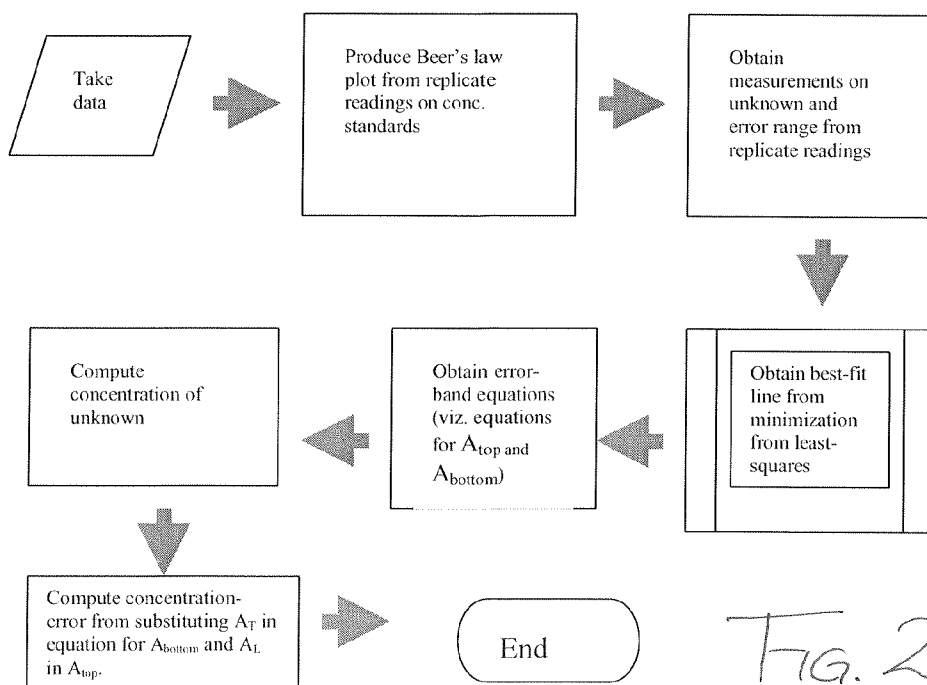 Take
data
Produce Beer's law
plot from replicate
readings on conc.
standards
Obtain
measurements on
unknown and
error range from
replicate readings
Obtain best-fit
line from
minimization
from least-
squares
Obtain error-
band equations
(viz. equations
for A_top and
A_bottom)
Compute
concentration of
unknown
Compute concentration-
error from substituting A_T in
equation for A_bottom and A_L
in A_top.
End
FIG. 2